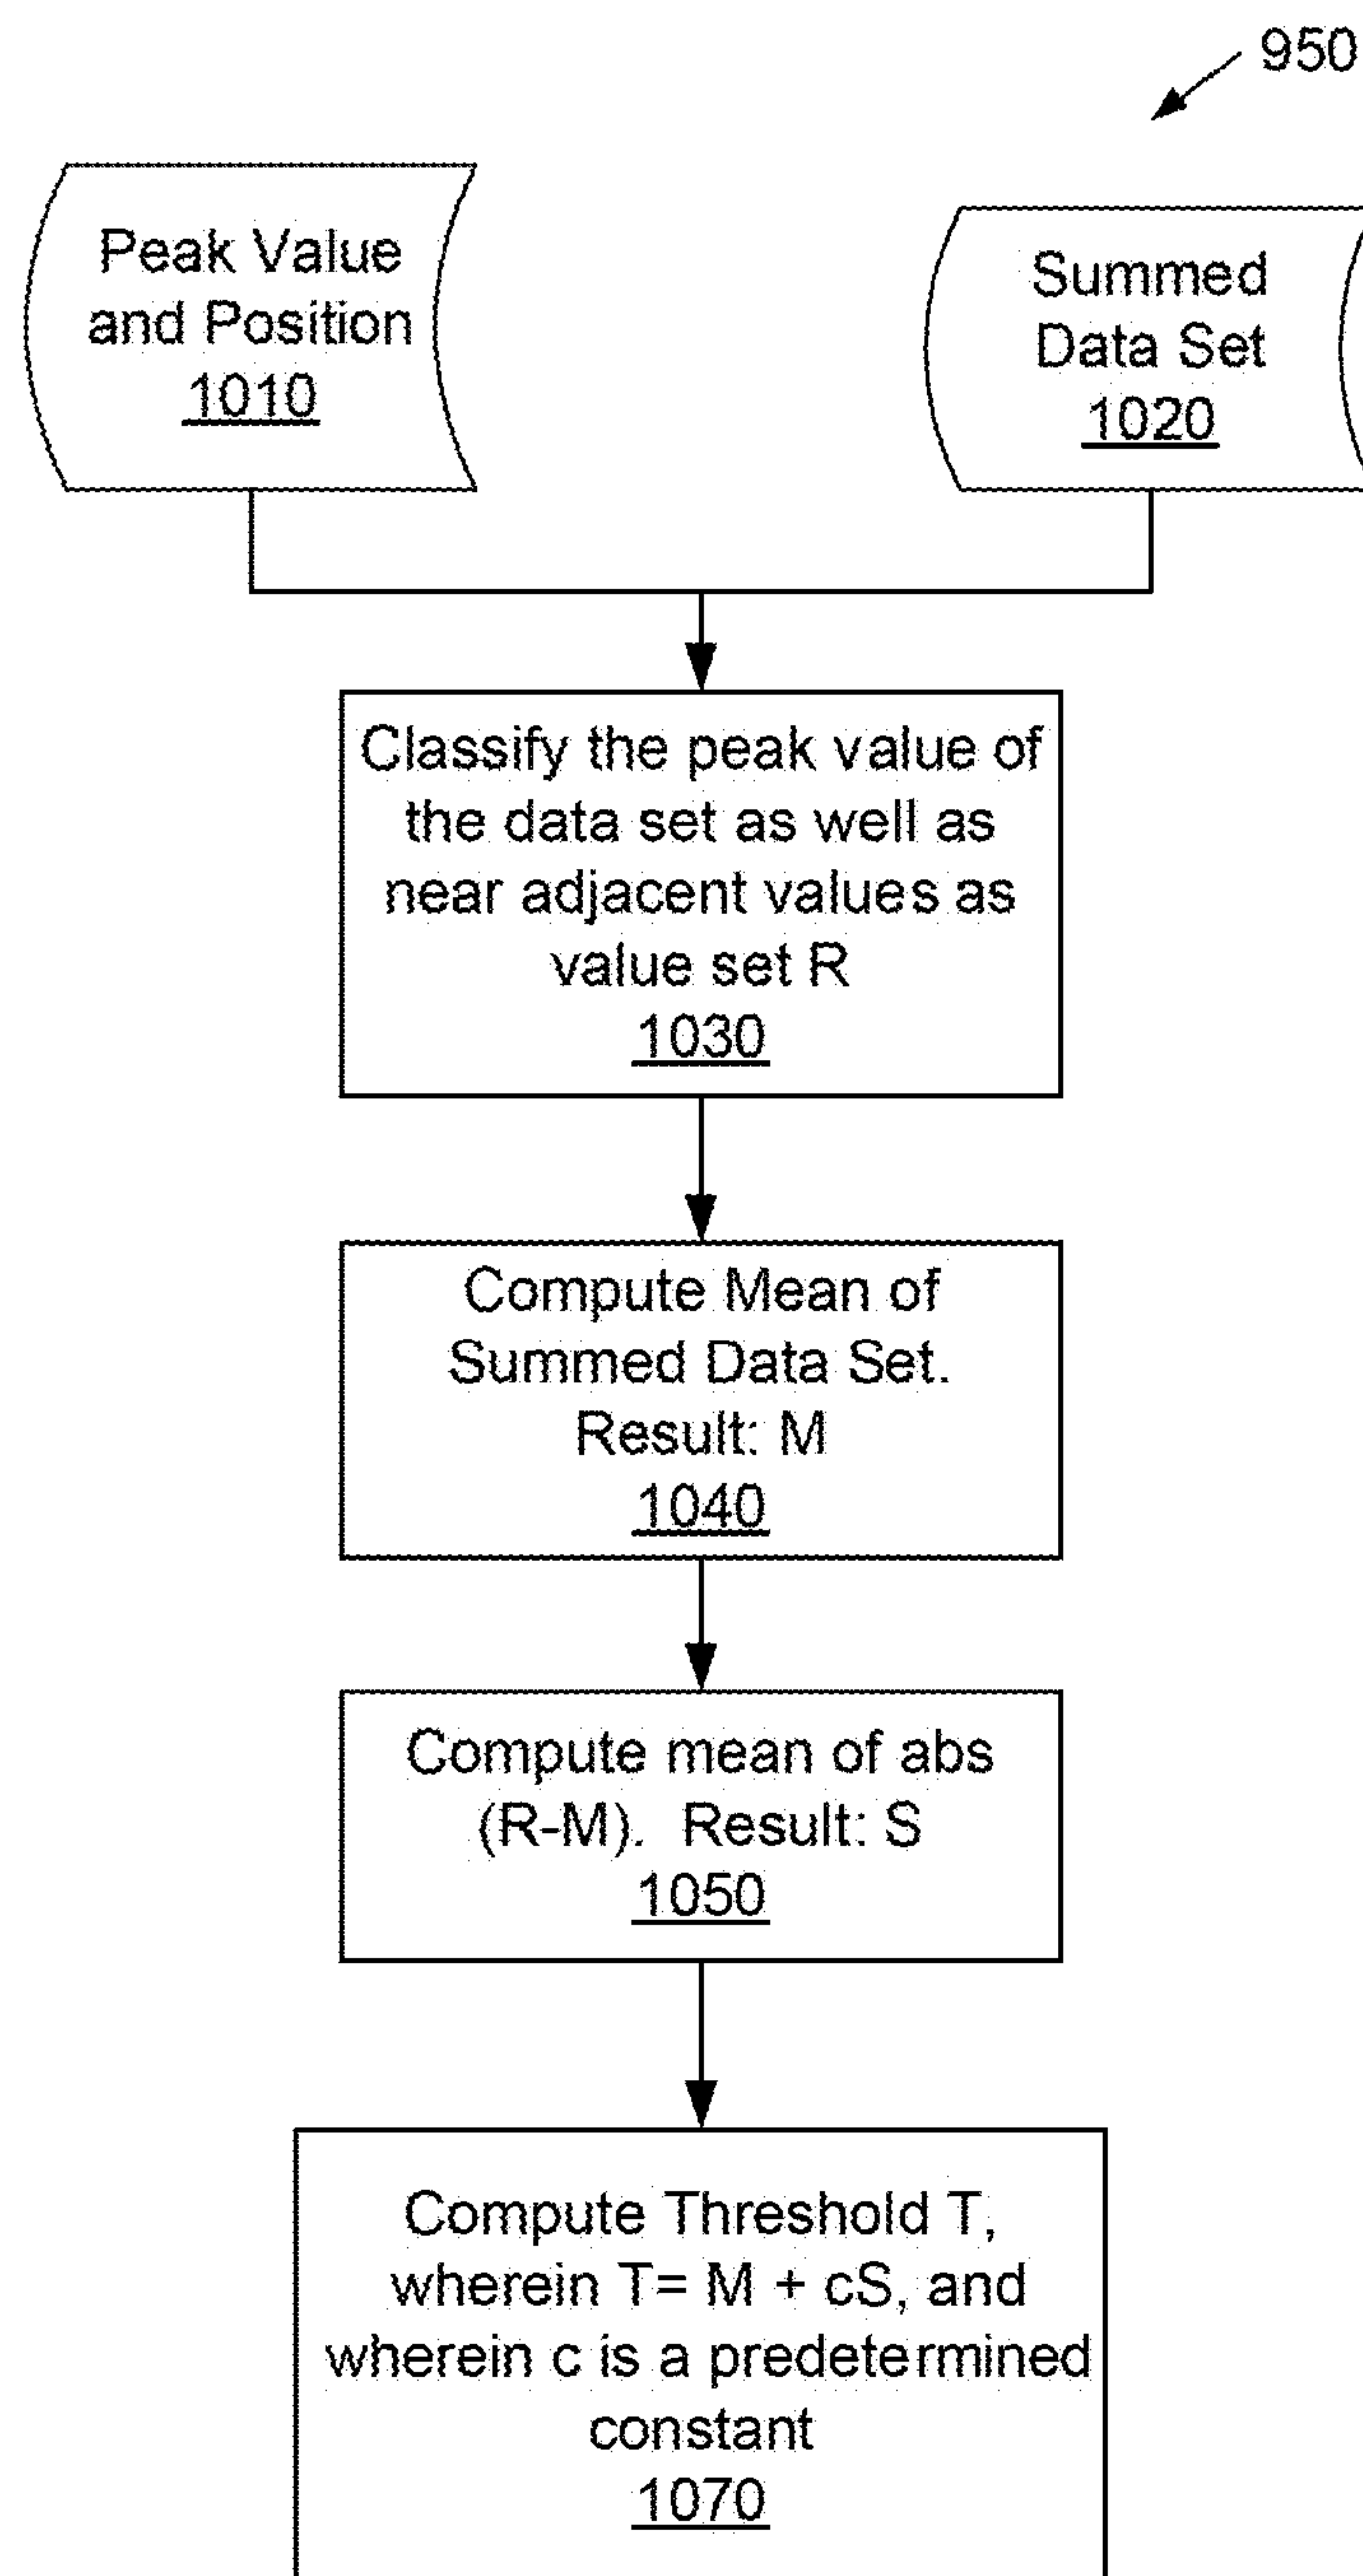 950
Peak Value
and Position
1010
Summed
Data Set
1020
Classify the peak value of
the data set as well as
near adjacent values as
value set R
1030
Compute Mean of
Summed Data Set.
Result: M
1040
Compute mean of abs
(R-M). Result: S
1050
Compute Threshold T,
wherein T= M + cS, and
wherein c is a predetermined
constant
1070